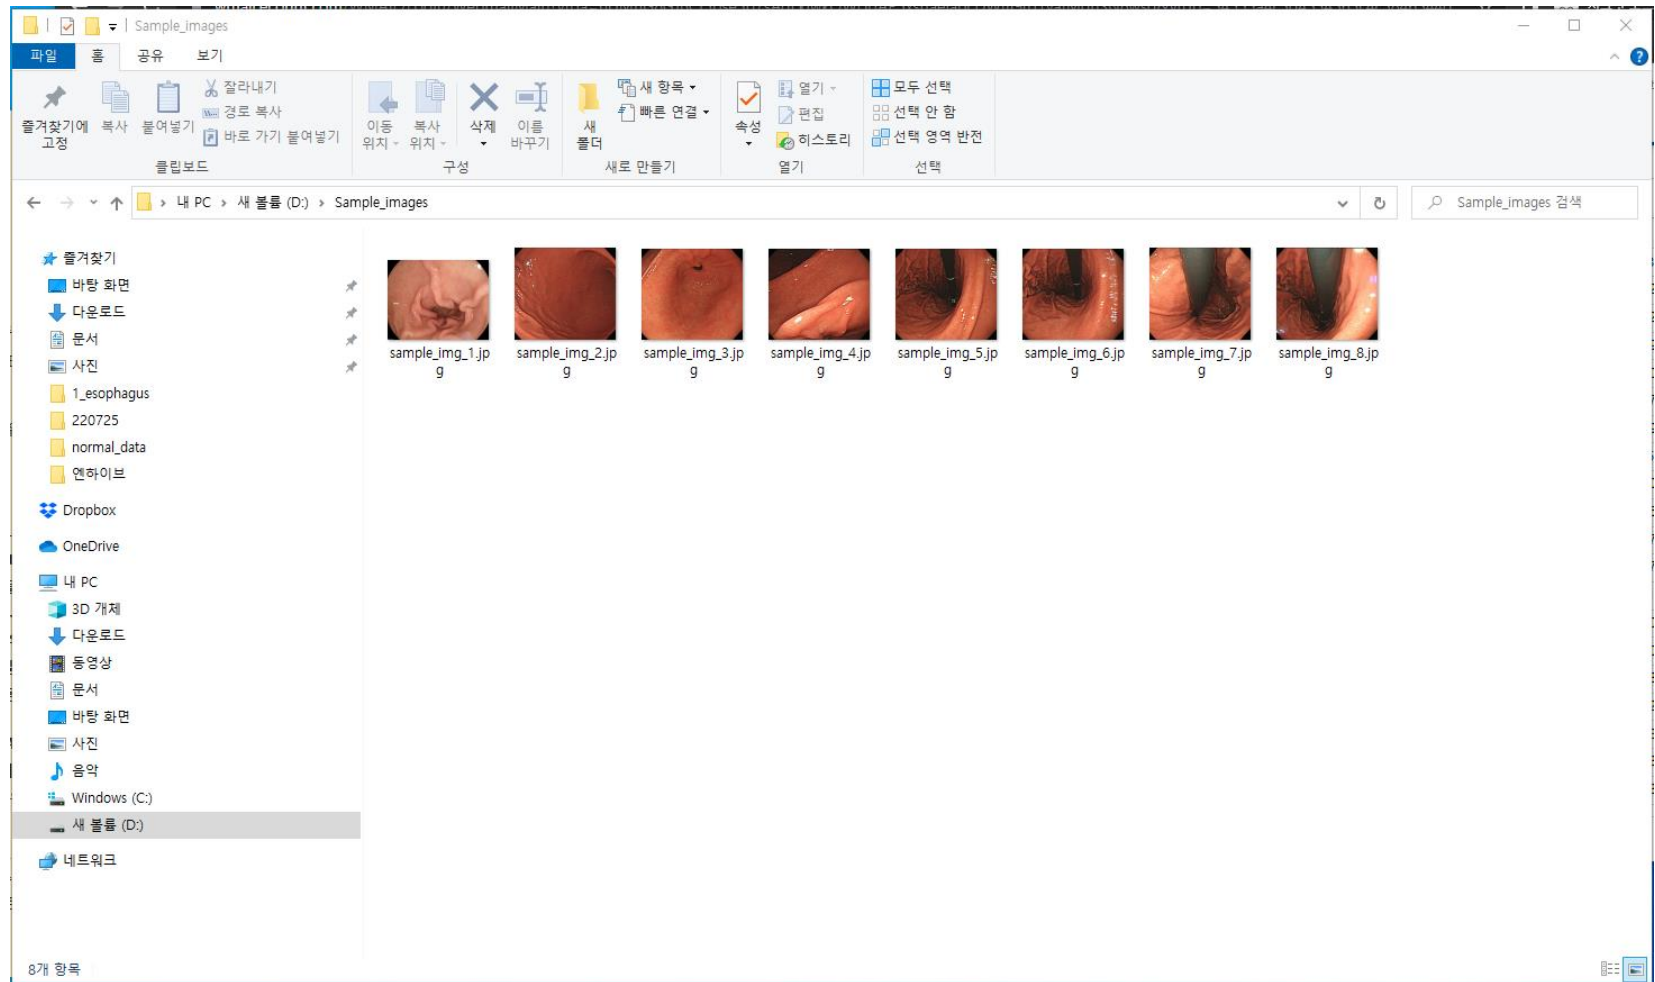 Sample_images
파일 홈 공유 보기
즐겨찾기에 고정
복사
붙여넣기
잘라내기
경로 복사
바로 가기 붙여넣기
클립보드
이동 위치
복사 위치
삭제
이름 바꾸기
구성
새 폴더
새 항목
빠른 연결
새로 만들기
속성
열기
편집
히스토리
열기
모두 선택
선택 안 함
선택 영역 반전
선택
내 PC › 새 볼륨 (D:) › Sample_images
Sample_images 검색
즐겨찾기
바탕 화면
다운로드
문서
사진
1_esophagus
220725
normal_data
엔하이브
Dropbox
OneDrive
내 PC
3D 개체
다운로드
동영상
문서
바탕 화면
사진
음악
Windows (C:)
새 볼륨 (D:)
네트워크
sample_img_1.jpg
sample_img_2.jpg
sample_img_3.jpg
sample_img_4.jpg
sample_img_5.jpg
sample_img_6.jpg
sample_img_7.jpg
sample_img_8.jpg
8개 항목